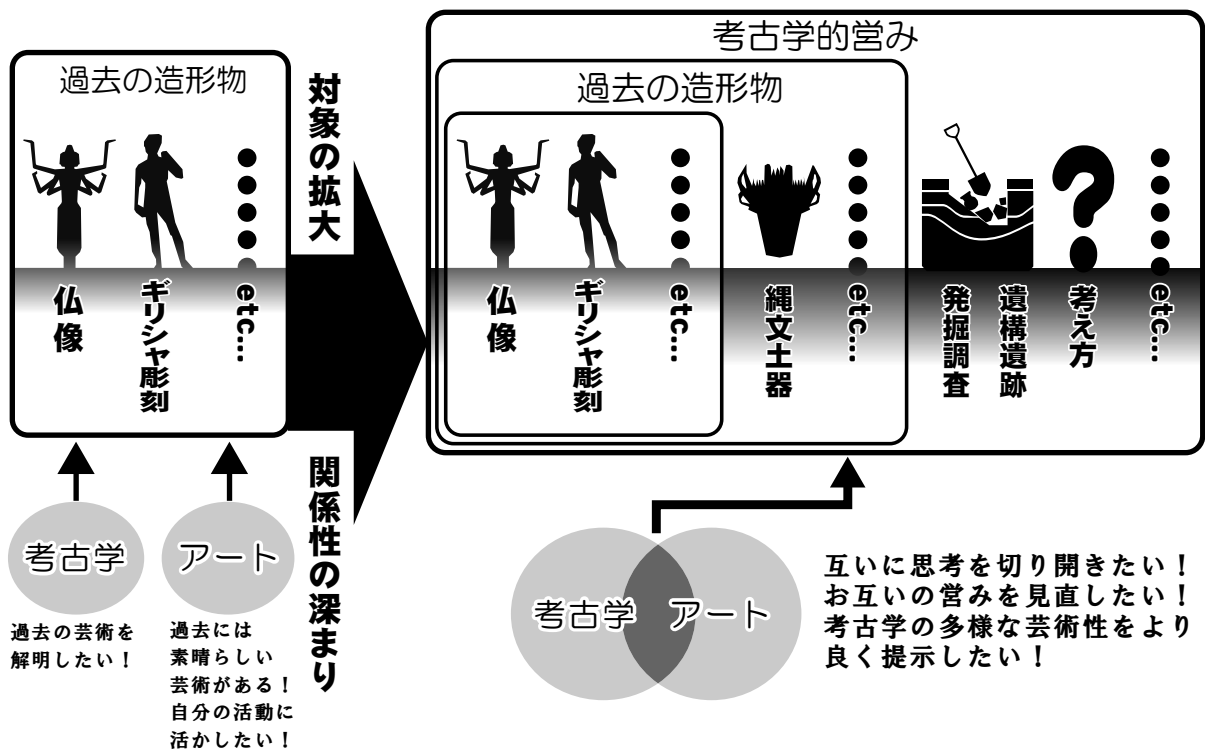 過去の造形物
仏像
ギリシャ彫刻
etc...
考古学
過去の芸術を
解明したい！
アート
過去には
素晴らしい
芸術がある！
自分の活動に
活かしたい！
対象の拡大
関係性の深まり
考古学的営み
過去の造形物
仏像
ギリシャ彫刻
etc...
縄文土器
etc...
遺構遺跡
発掘調査
考え方
etc...
考古学
アート
互いに思考を切り開きたい！
お互いの営みを見直したい！
考古学の多様な芸術性をより
良く提示したい！